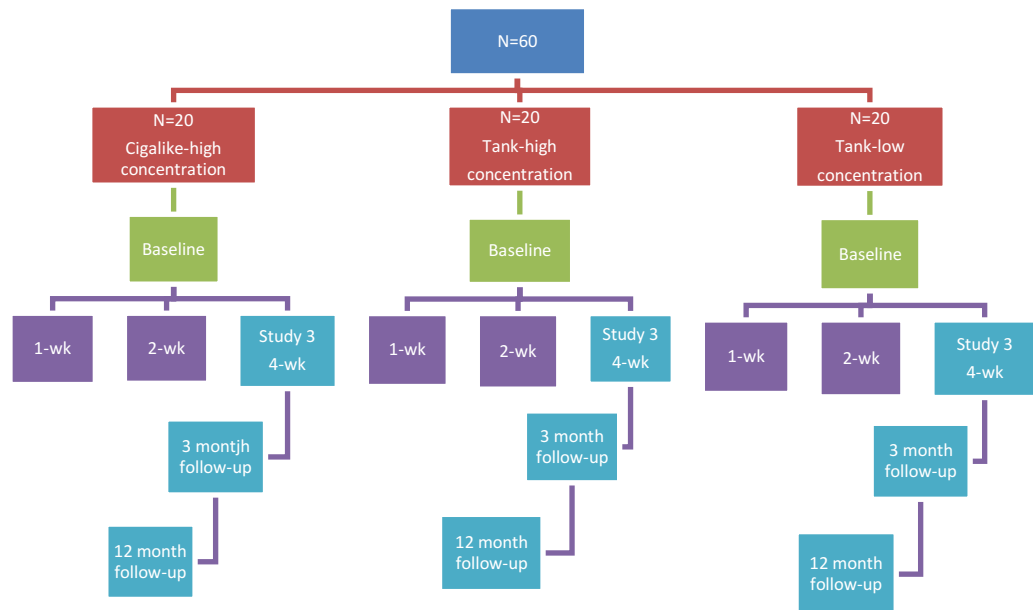 N=60
N=20
Cigalike-high
concentration
N=20
Tank-high
concentration
N=20
Tank-low
concentration
Baseline
Baseline
Baseline
1-wk
2-wk
Study 3
4-wk
1-wk
2-wk
Study 3
4-wk
1-wk
2-wk
Study 3
4-wk
3 montjh
follow-up
3 month
follow-up
3 month
follow-up
12 month
follow-up
12 month
follow-up
12 month
follow-up